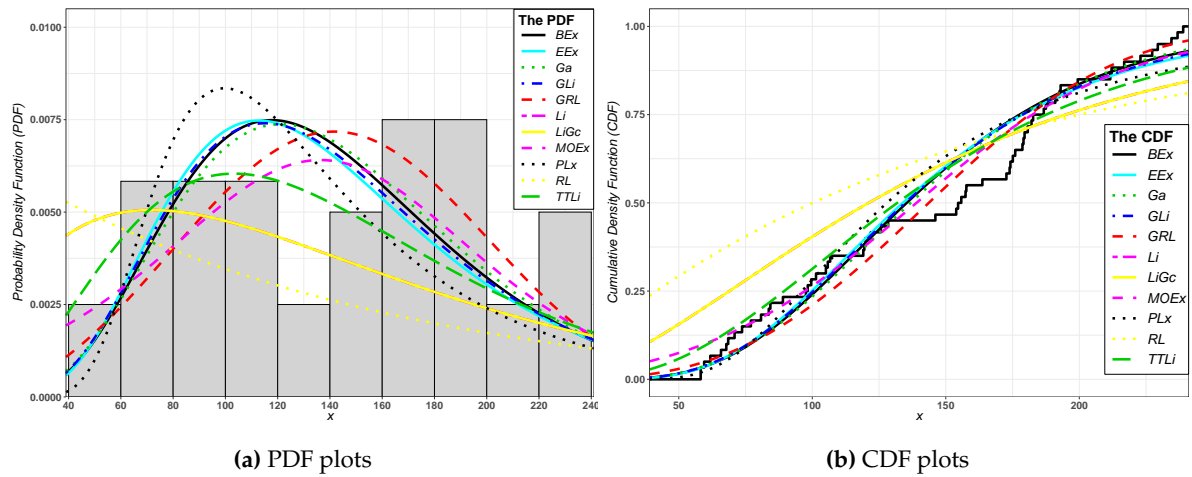 0.0100
0.0075
0.0050
0.0025
0.0000
Probability Density Function (PDF)
40 60 80 100 120 140 160 180 200 220 240
x
The PDF
BEx
EEx
Ga
GLi
GRL
Li
LiGc
MOEx
PLx
RL
TTLi
(a) PDF plots
1.00
0.75
0.50
0.25
0.00
Cumulative Density Function (CDF)
50 100 150 200
x
The CDF
BEx
EEx
Ga
GLi
GRL
Li
LiGc
MOEx
PLx
RL
TTLi
(b) CDF plots